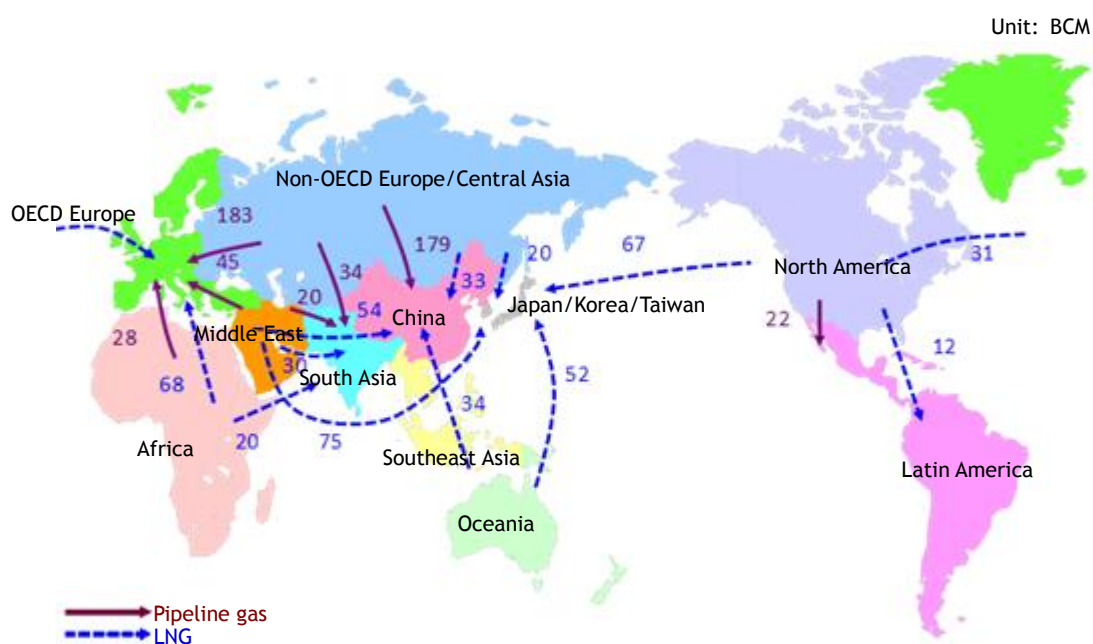 Unit: BCM
Non-OECD Europe/Central Asia
OECD Europe
183
179
20
67
31
45
34
33
North America
20
54
Japan/Korea/Taiwan
Middle East
China
28
22
12
30
South Asia
68
52
34
20
75
Africa
Southeast Asia
Latin America
Oceania
Pipeline gas
LNG